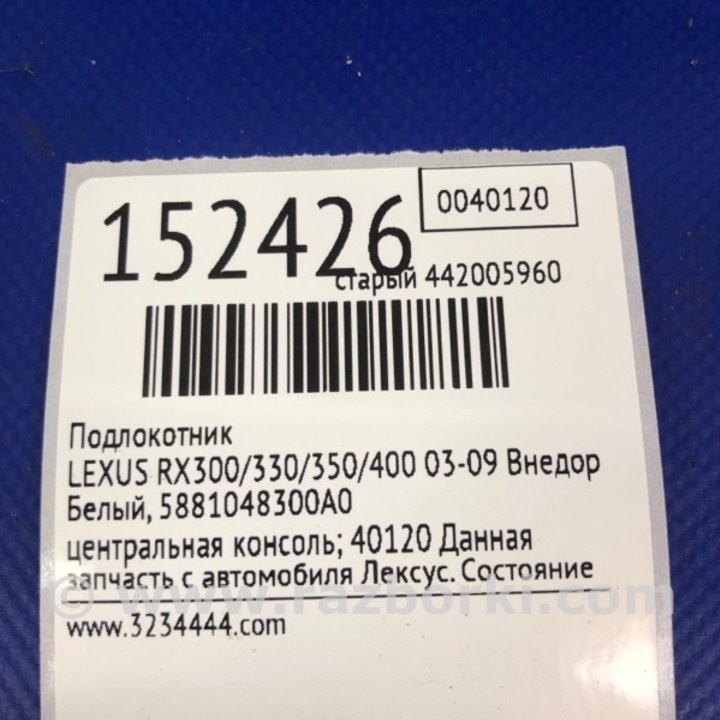 152426
0040120
старый 442005960
Подлокотник
LEXUS RX300/330/350/400 03-09 Внедор
Белый, 5881048300A0
центральная консоль; 40120 Данная
запчасть с автомобиля Лексус. Состояние
© www.razborki.com
www.3234444.com